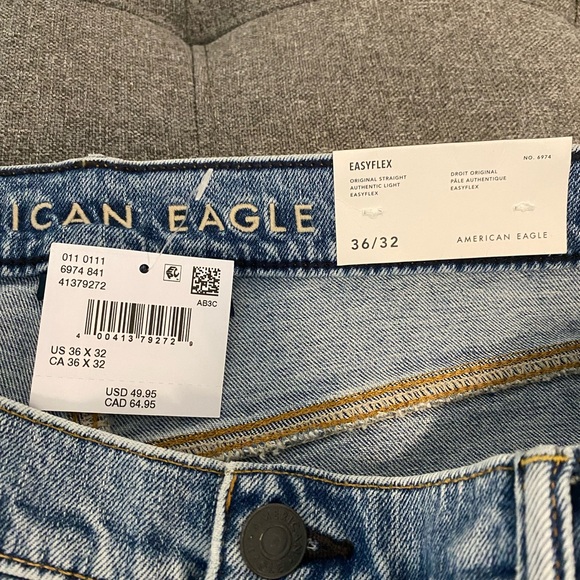 ICAN EAGLE
EASYFLEX
ORIGINAL STRAIGHT
AUTHENTIC LIGHT
EASYFLEX
36/32
NO. 6974
DROIT ORIGINAL
PÂLE AUTHENTIQUE
EASYFLEX
AMERICAN EAGLE
011 0111
6974 841
41379272
AB3C
4 00413 79272 9
US 36 X 32
CA 36 X 32
USD 49.95
CAD 64.95